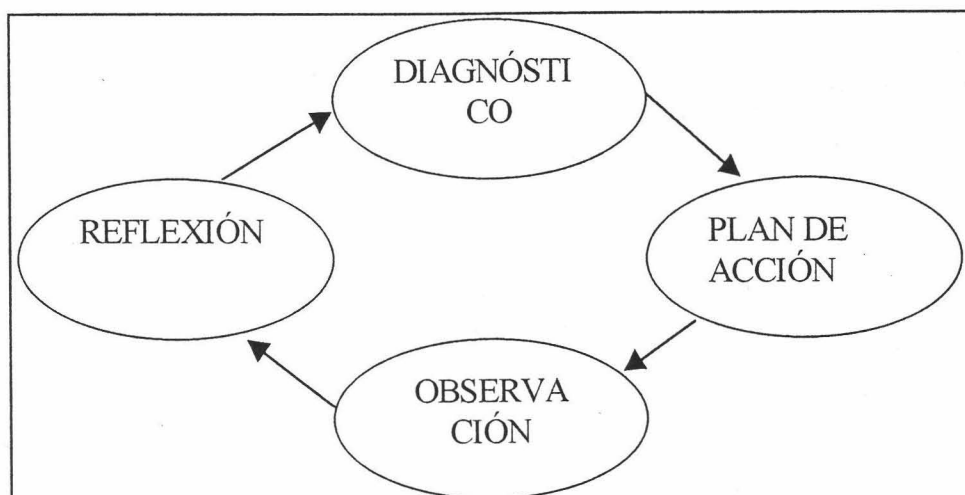 DIAGNÓSTI
CO
REFLEXIÓN
PLAN DE
ACCIÓN
OBSERVA
CIÓN